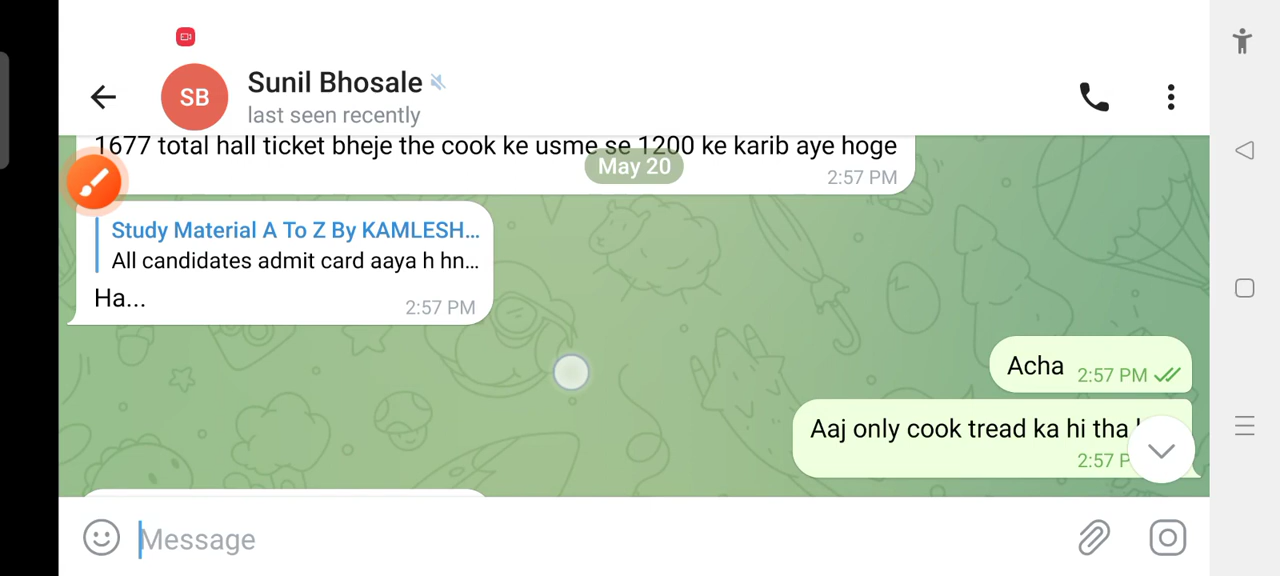 SB
Sunil Bhosale
last seen recently
1677 total hall ticket bheje the cook ke usme se 1200 ke karib aye hoge
2:57 PM
May 20
Study Material A To Z By KAMLESH...
All candidates admit card aaya h hn...
Ha...
2:57 PM
Acha
2:57 PM
Aaj only cook tread ka hi tha
2:57 P
Message